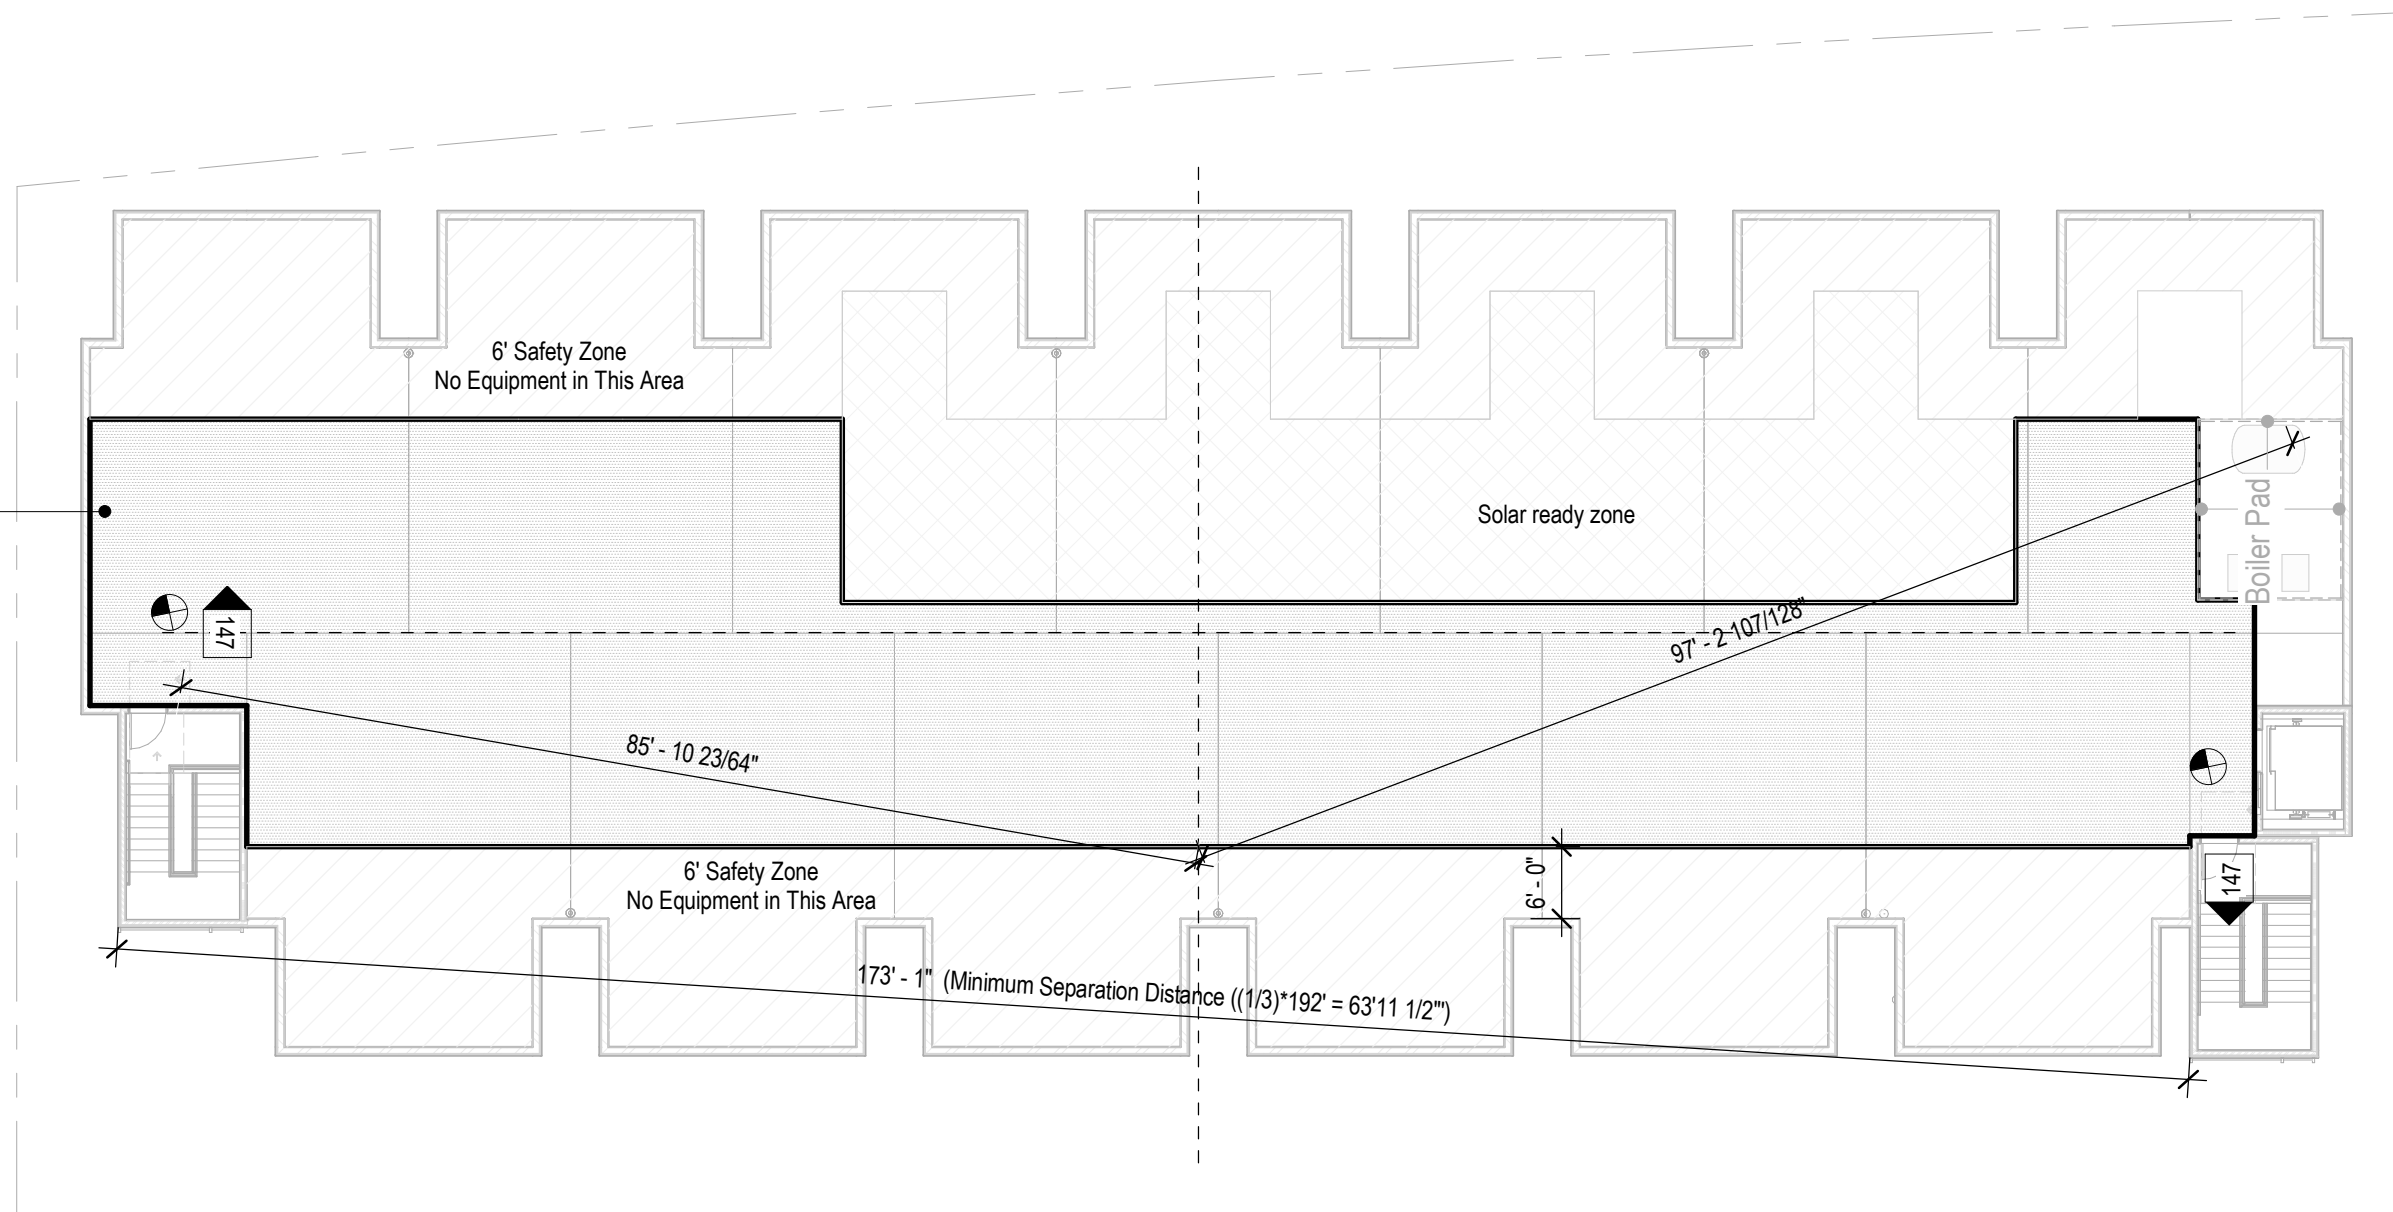 6' Safety Zone
No Equipment in This Area
Solar ready zone
Boiler Pad
147
97' - 2 107/128"
85' - 10 23/64"
6' Safety Zone
No Equipment in This Area
6' - 0"
147
173' - 1" (Minimum Separation Distance ((1/3)*192' = 63'11 1/2"')